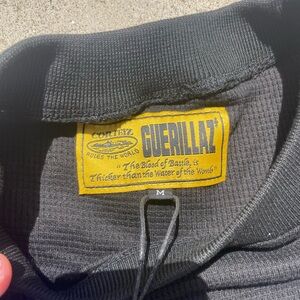 CORTEIZ
RULES THE WORLD
GUERILLAZ
"The Blood of Battle, is
Thicker than the Water of the Womb"
M